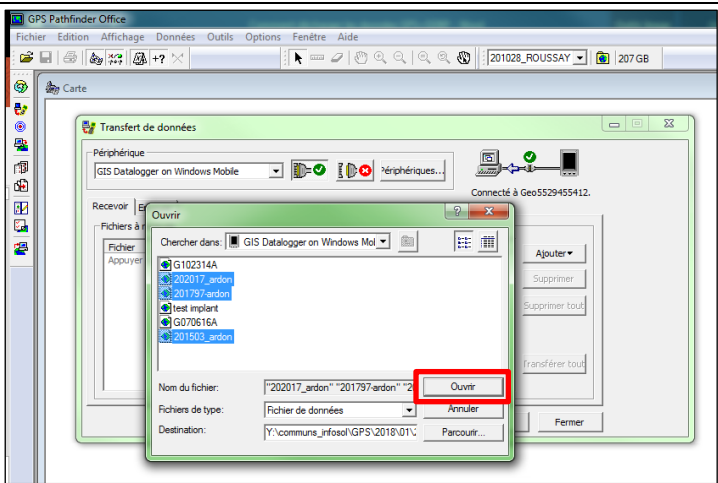 GPS Pathfinder Office
Fichier Edition Affichage Données Outils Options Fenêtre Aide
+? 201028_ROUSSAY 207 GB
Carte
Transfert de données
Périphérique
GIS Datalogger on Windows Mobile
Périphériques...
Connecté à Geo5529455412.
Recevoir
Fichiers à
Fichier
Appuyer
Ajouter
Supprimer
Supprimer tout
Transférer tout
Fermer
Ouvrir
Chercher dans: GIS Datalogger on Windows Mol
G102314A
202017_ardon
201797-ardon
test implant
G070616A
201503_ardon
Nom du fichier: "202017_ardon" "201797-ardon" "20 Ouvrir
Fichiers de type: Fichier de données Annuler
Destination: Y:\communs_infosol\GPS\2018\01\ Parcourir...